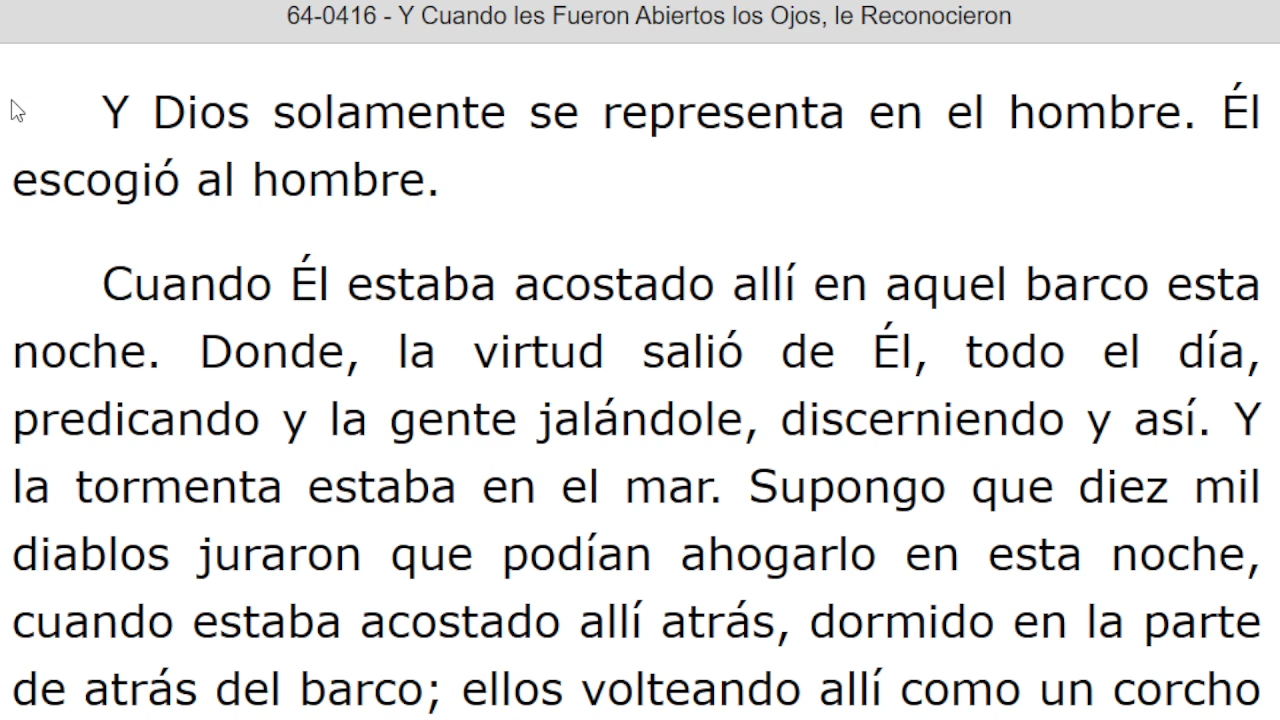 64-0416 - Y Cuando les Fueron Abiertos los Ojos, le Reconocieron
Y Dios solamente se representa en el hombre. Él
escogió al hombre.
Cuando Él estaba acostado allí en aquel barco esta
noche. Donde, la virtud salió de Él, todo el día,
predicando y la gente jalándole, discerniendo y así. Y
la tormenta estaba en el mar. Supongo que diez mil
diablos juraron que podían ahogarlo en esta noche,
cuando estaba acostado allí atrás, dormido en la parte
de atrás del barco; ellos volteando allí como un corcho